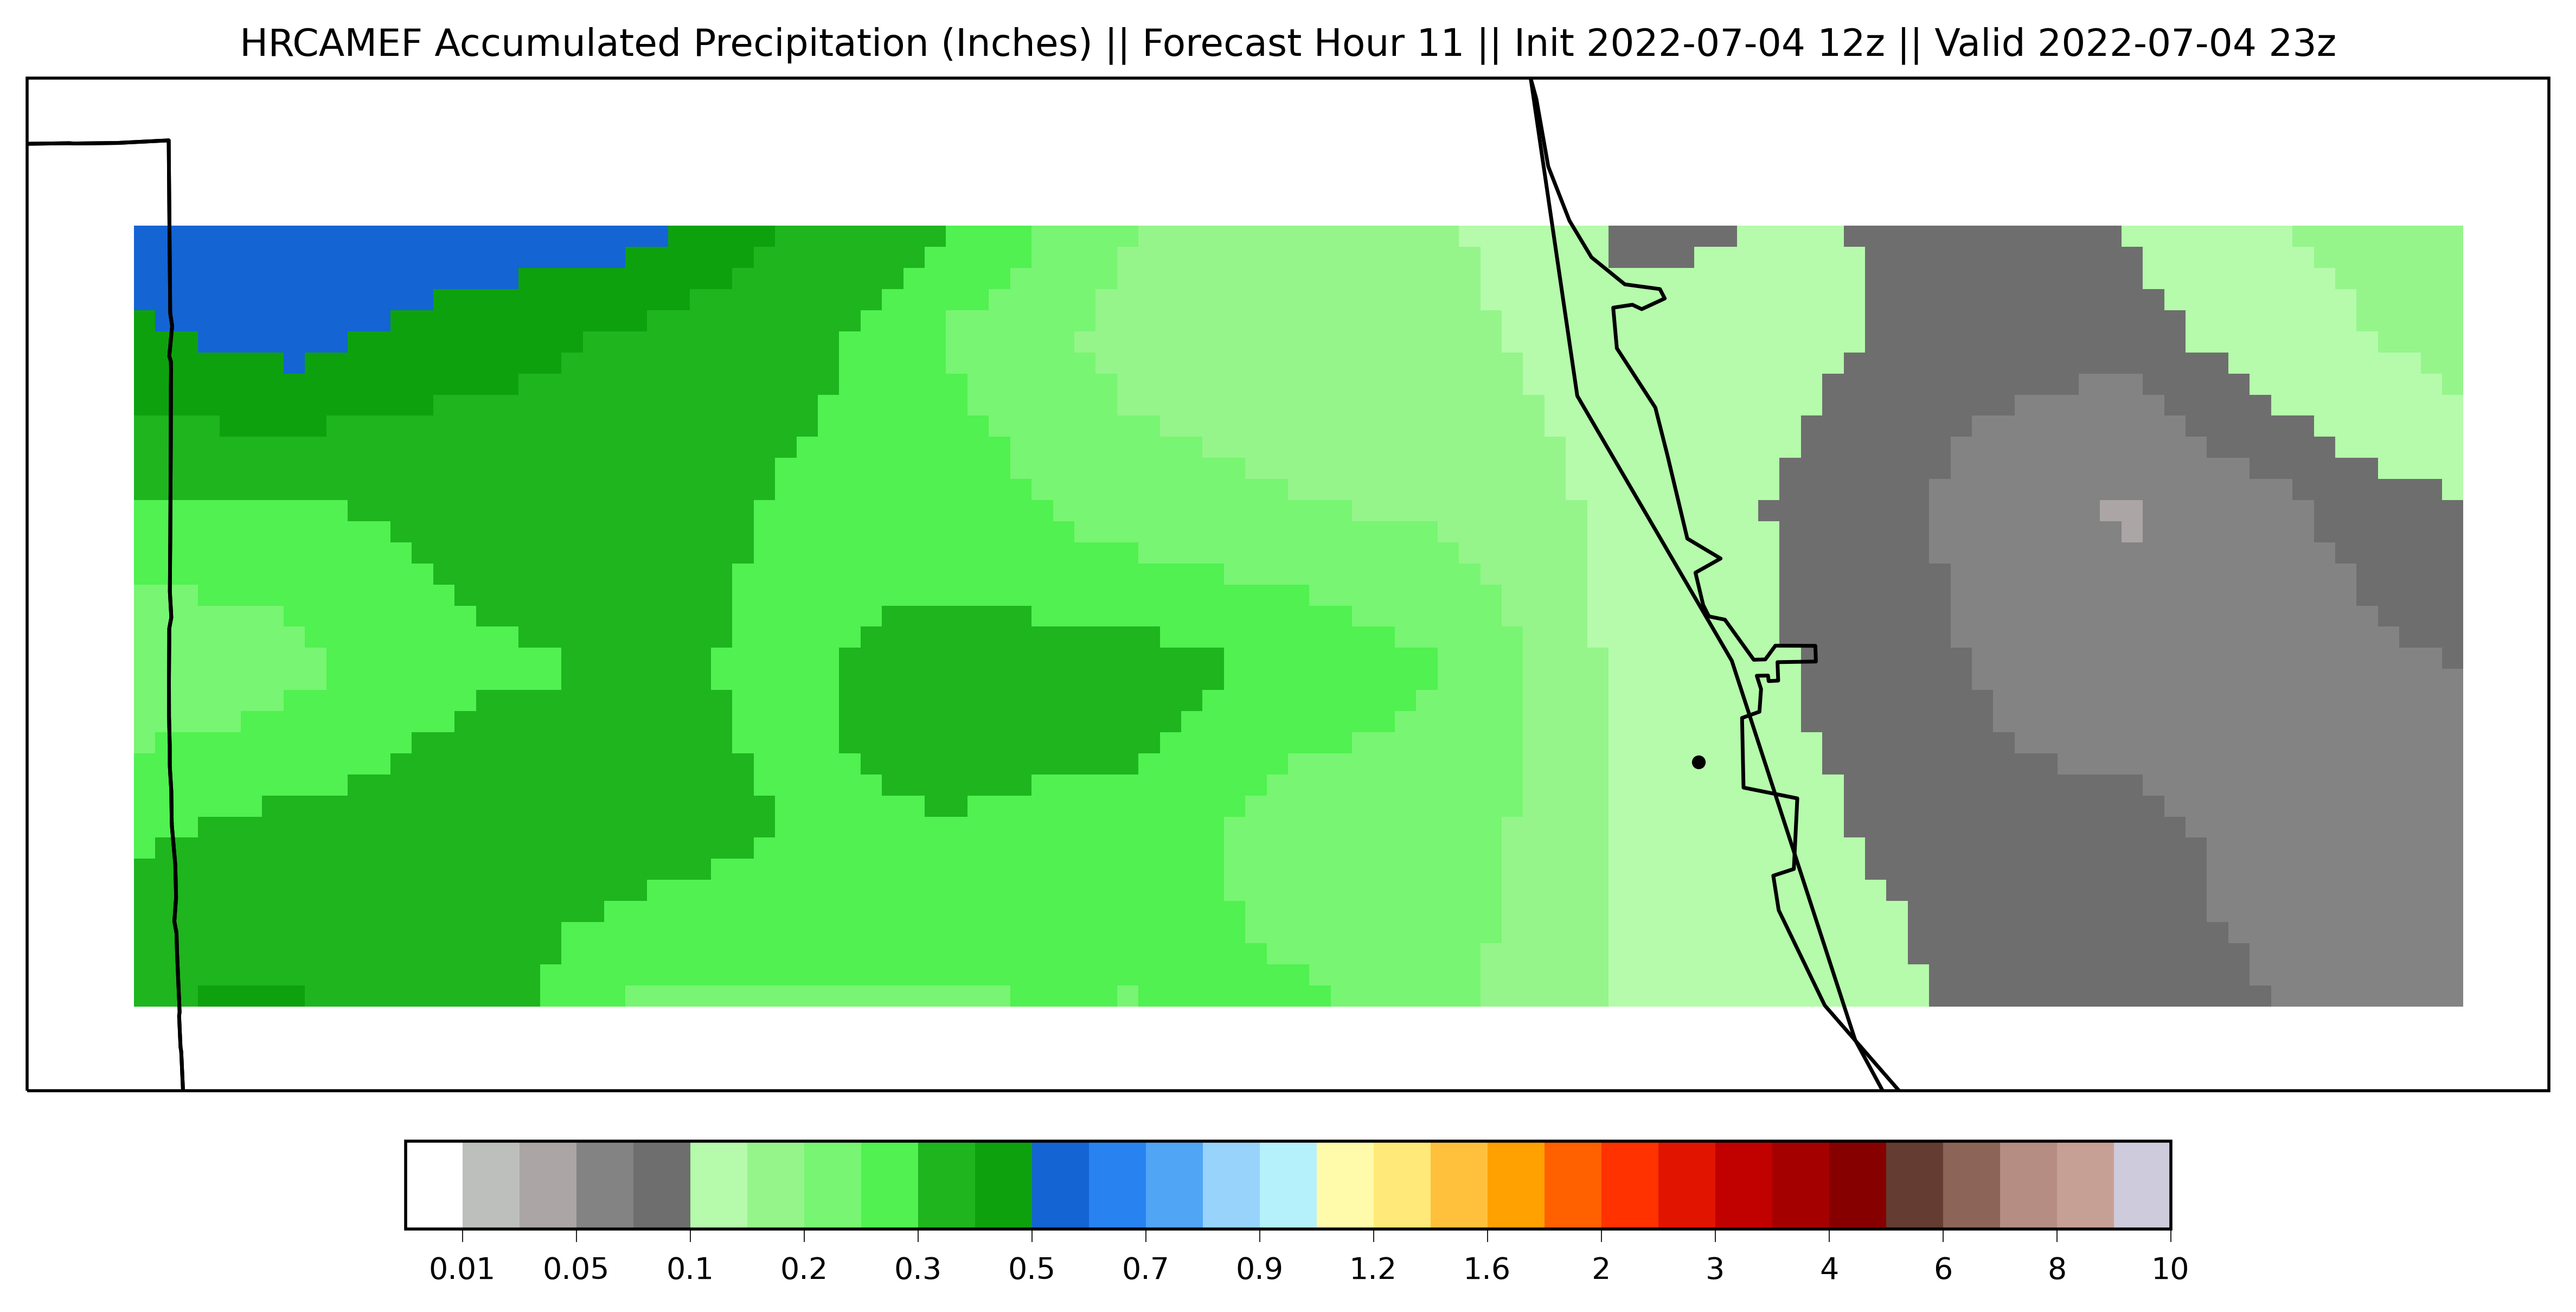 HRCAMEF Accumulated Precipitation (Inches) || Forecast Hour 11 || Init 2022-07-04 12z || Valid 2022-07-04 23z
0.01 0.05 0.1 0.2 0.3 0.5 0.7 0.9 1.2 1.6 2 3 4 6 8 10